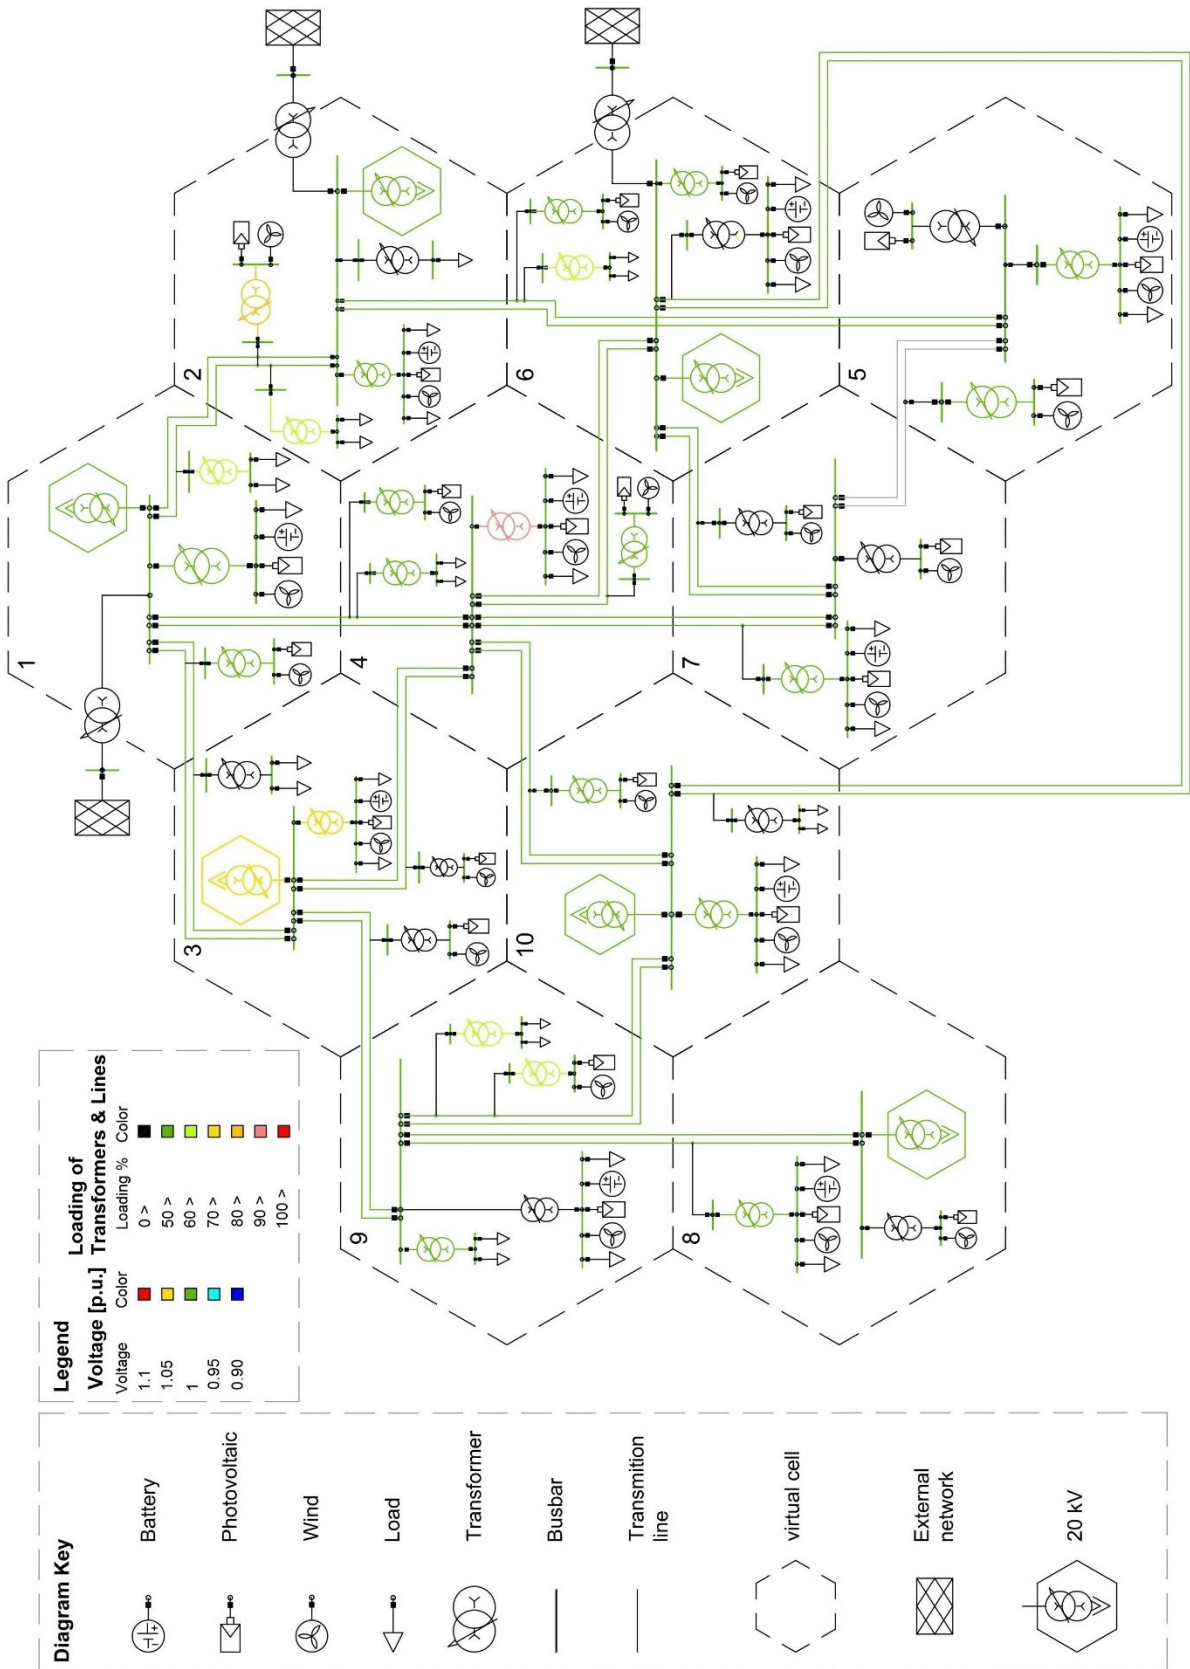 Diagram Key
Battery
Photovoltaic
Wind
Load
Transformer
Busbar
Transmition
line
virtual cell
External
network
20 kV
Legend
Voltage [p.u.]
Voltage Color
1.1
1.05
1
0.95
0.90
Loading of
Transformers & Lines
Loading % Color
0 >
50 >
60 >
70 >
80 >
90 >
100 >
1
2
3
4
5
6
7
8
9
10